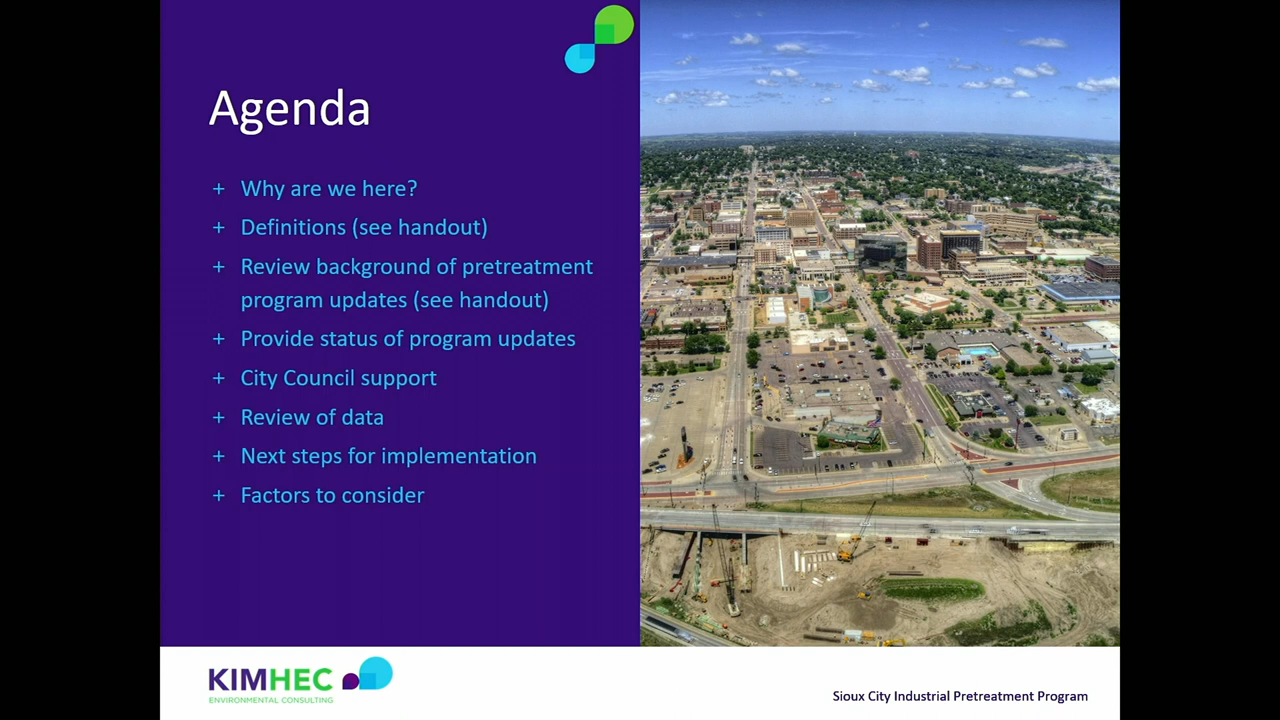 Agenda
+ Why are we here?
+ Definitions (see handout)
+ Review background of pretreatment
program updates (see handout)
+ Provide status of program updates
+ City Council support
+ Review of data
+ Next steps for implementation
+ Factors to consider
KIMHEC
ENVIRONMENTAL CONSULTING
Sioux City Industrial Pretreatment Program